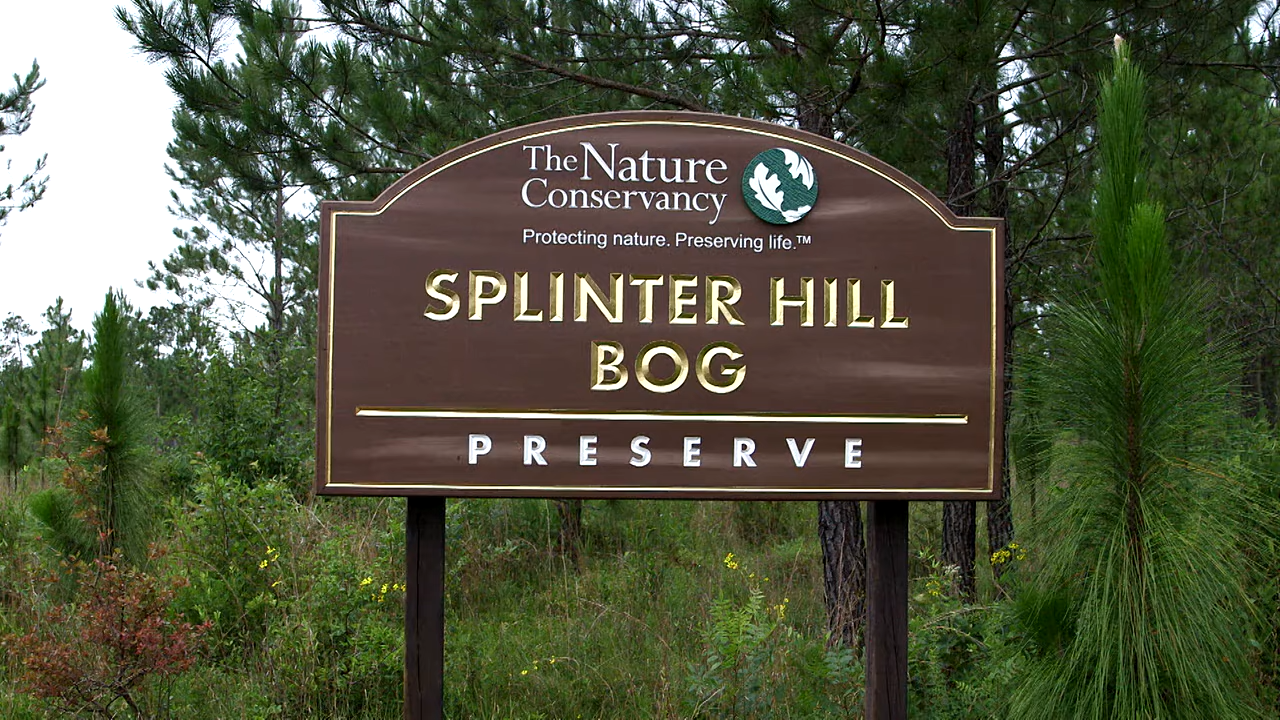 The Nature
Conservancy
Protecting nature. Preserving life.™
SPLINTER HILL
BOG
PRESERVE